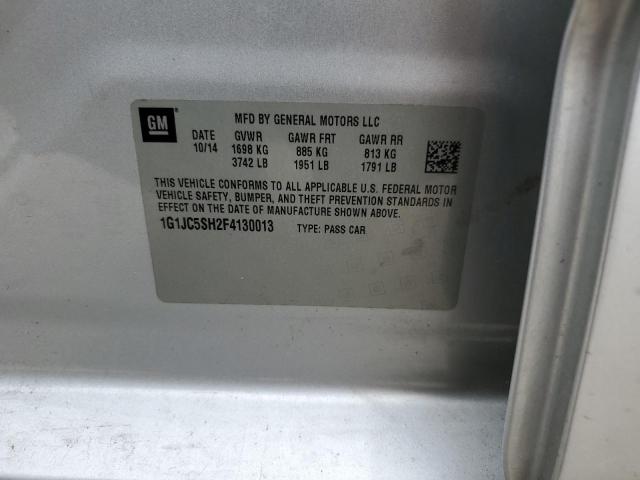 GM
MFD BY GENERAL MOTORS LLC
DATE GVWR GAWR FRT GAWR RR
10/14 1698 KG 885 KG 813 KG
3742 LB 1951 LB 1791 LB
THIS VEHICLE CONFORMS TO ALL APPLICABLE U.S. FEDERAL MOTOR
VEHICLE SAFETY, BUMPER, AND THEFT PREVENTION STANDARDS IN
EFFECT ON THE DATE OF MANUFACTURE SHOWN ABOVE.
1G1JC5SH2F4130013 TYPE: PASS CAR